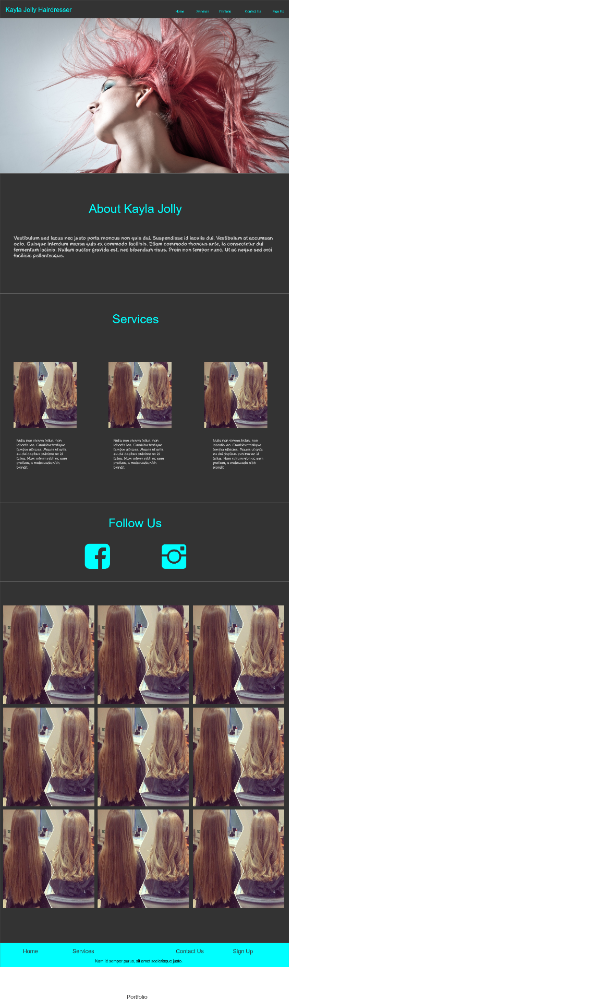 Kayla Jolly Hairdresser
Home Services Portfolio Contact Us Sign Up
About Kayla Jolly
Vestibulum sed lacus nec justo porta rhoncus non quis dui. Suspendisse id iaculis dui. Vestibulum at accumsan
odio. Quisque interdum massa quis ex commodo facilisis. Etiam commodo rhoncus ante, id consectetur dui
fermentum lacinia. Nullam auctor gravida est, nec bibendum risus. Proin non tempor nunc. Ut ac neque sed orci
facilisis pellentesque.
Services
Nulla non viverra tellus, non
lobortis leo. Curabitur tristique
tempor ultricies. Mauris ut ante
eu dui dapibus pulvinar ac id
tellus. Nam rutrum nibh ac sem
pretium, a malesuada nibh
blandit.
Nulla non viverra tellus, non
lobortis leo. Curabitur tristique
tempor ultricies. Mauris ut ante
eu dui dapibus pulvinar ac id
tellus. Nam rutrum nibh ac sem
pretium, a malesuada nibh
blandit.
Nulla non viverra tellus, non
lobortis leo. Curabitur tristique
tempor ultricies. Mauris ut ante
eu dui dapibus pulvinar ac id
tellus. Nam rutrum nibh ac sem
pretium, a malesuada nibh
blandit.
Follow Us
Home Services Contact Us Sign Up
Nam id semper purus, sit amet scelerisque justo.
Portfolio